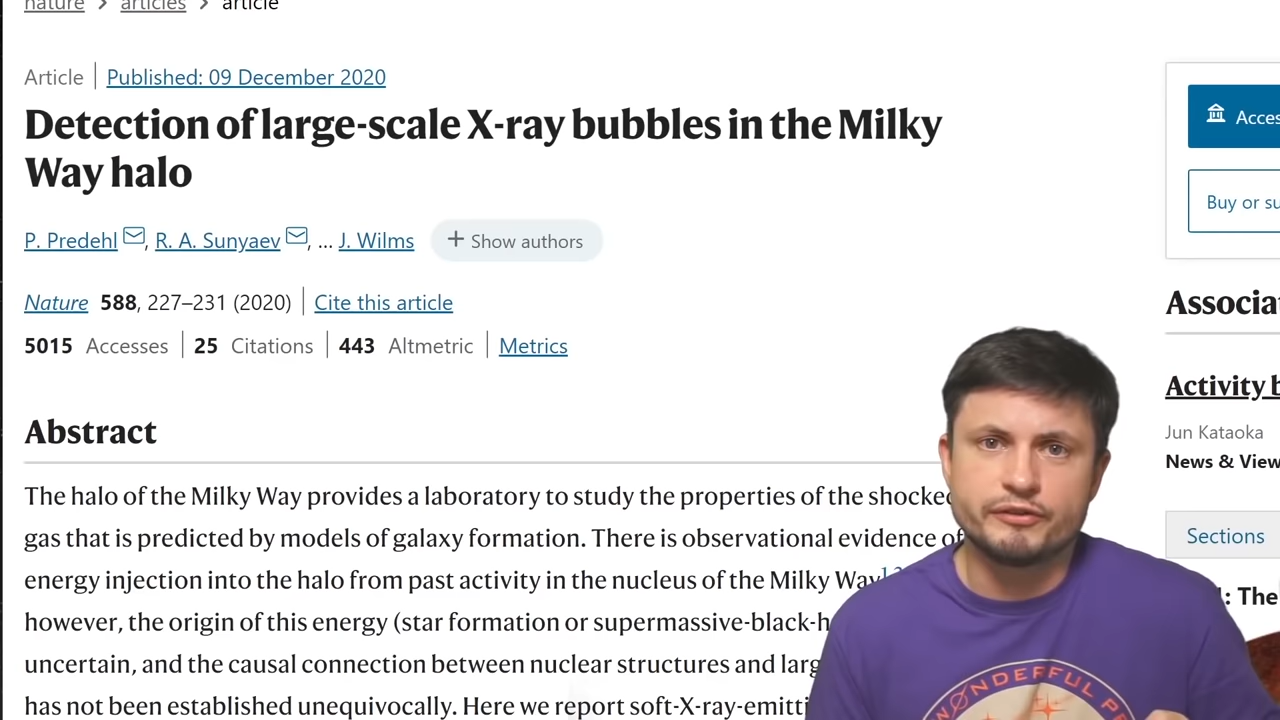 nature > articles > article
Article | Published: 09 December 2020
Detection of large-scale X-ray bubbles in the Milky
Way halo
P. Predehl, R. A. Sunyaev, ... J. Wilms + Show authors
Nature 588, 227–231 (2020) | Cite this article
5015 Accesses | 25 Citations | 443 Altmetric | Metrics
Abstract
The halo of the Milky Way provides a laboratory to study the properties of the shocked
gas that is predicted by models of galaxy formation. There is observational evidence of
energy injection into the halo from past activity in the nucleus of the Milky Way
however, the origin of this energy (star formation or supermassive-black-h
uncertain, and the causal connection between nuclear structures and larg
has not been established unequivocally. Here we report soft-X-ray-emitti
Acces
Buy or su
Associa
Activity b
Jun Kataoka
News & View
Sections
: The
WØNDERFUL P